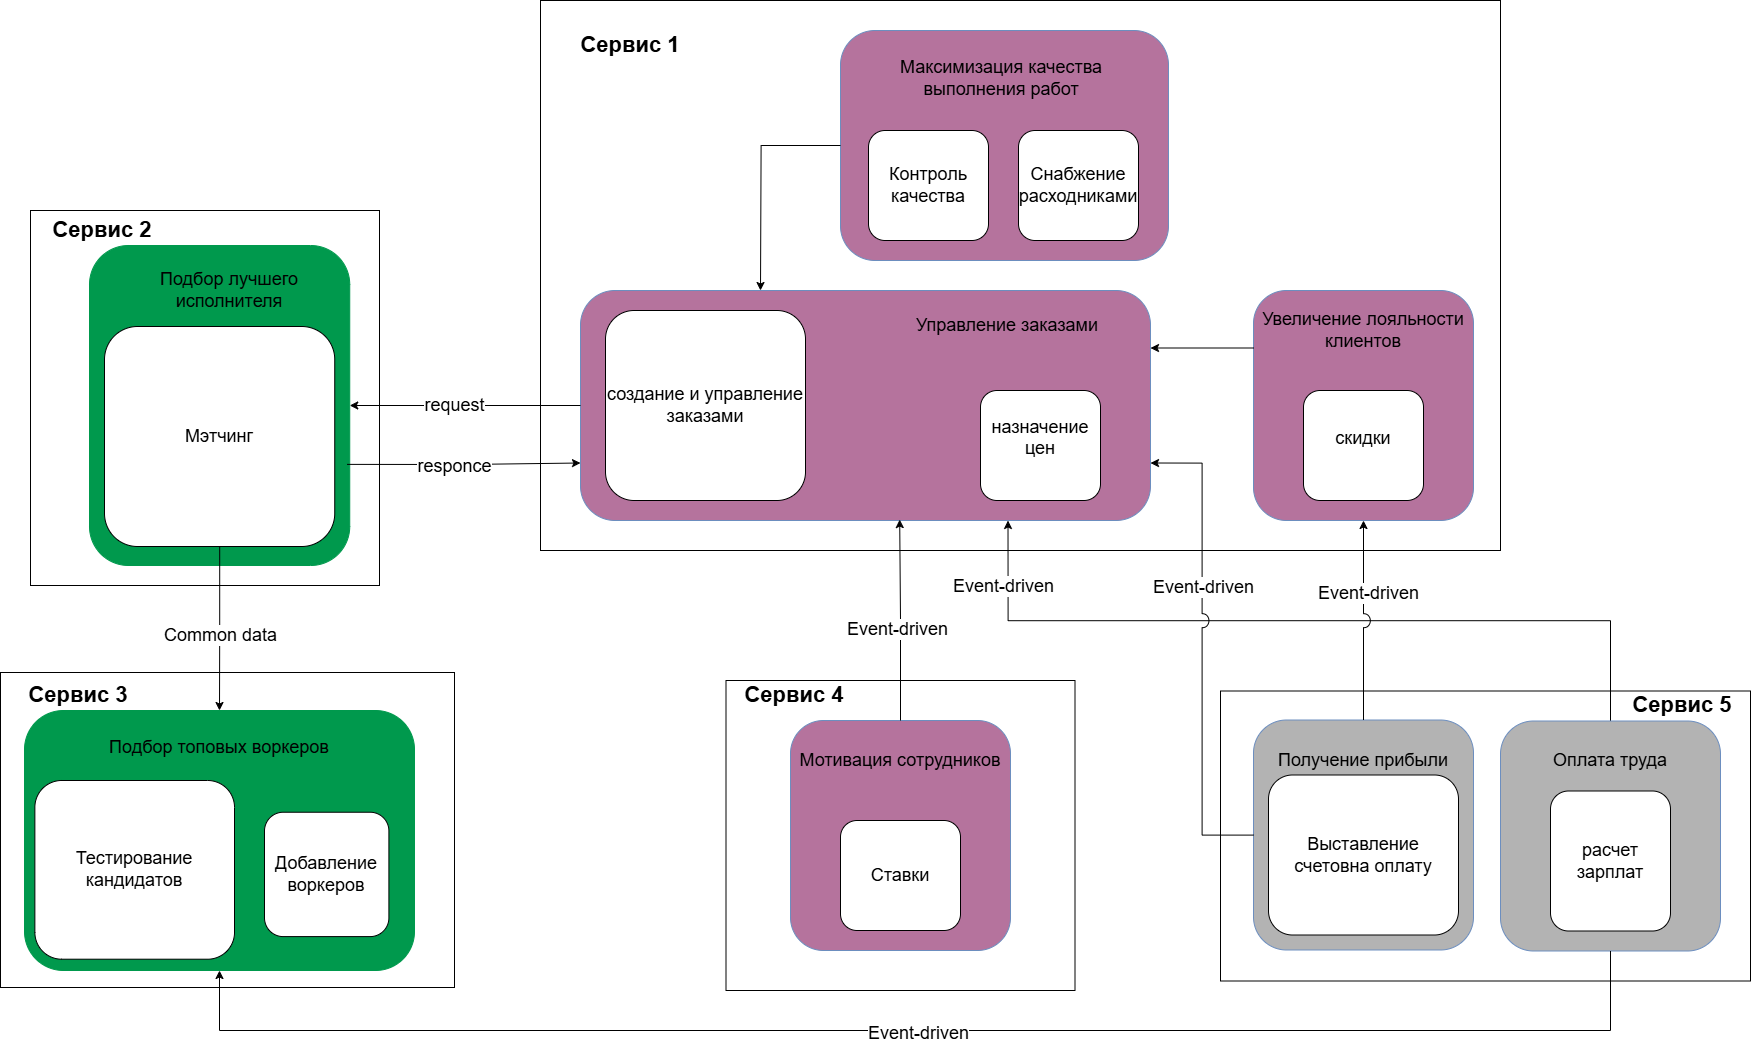 Сервис 1
Максимизация качества
выполнения работ
Контроль
качества
Снабжение
расходниками
Сервис 2
Подбор лучшего
исполнителя
Мэтчинг
Управление заказами
создание и управление
заказами
назначение
цен
Увеличение лояльности
клиентов
скидки
request
responce
Event-driven
Event-driven
Event-driven
Event-driven
Common data
Сервис 3
Подбор топовых воркеров
Тестирование
кандидатов
Добавление
воркеров
Сервис 4
Мотивация сотрудников
Ставки
Сервис 5
Получение прибыли
Выставление
счетовна оплату
Оплата труда
расчет
зарплат
Event-driven